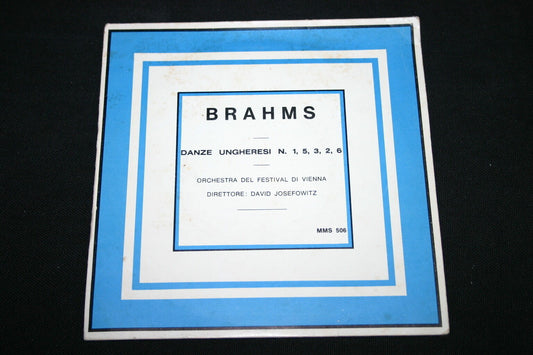 BRAHMS
DANZE UNGHERESI N. 1, 5, 3, 2, 6
ORCHESTRA DEL FESTIVAL DI VIENNA
DIRETTORE: DAVID JOSEFOWITZ
MMS 506